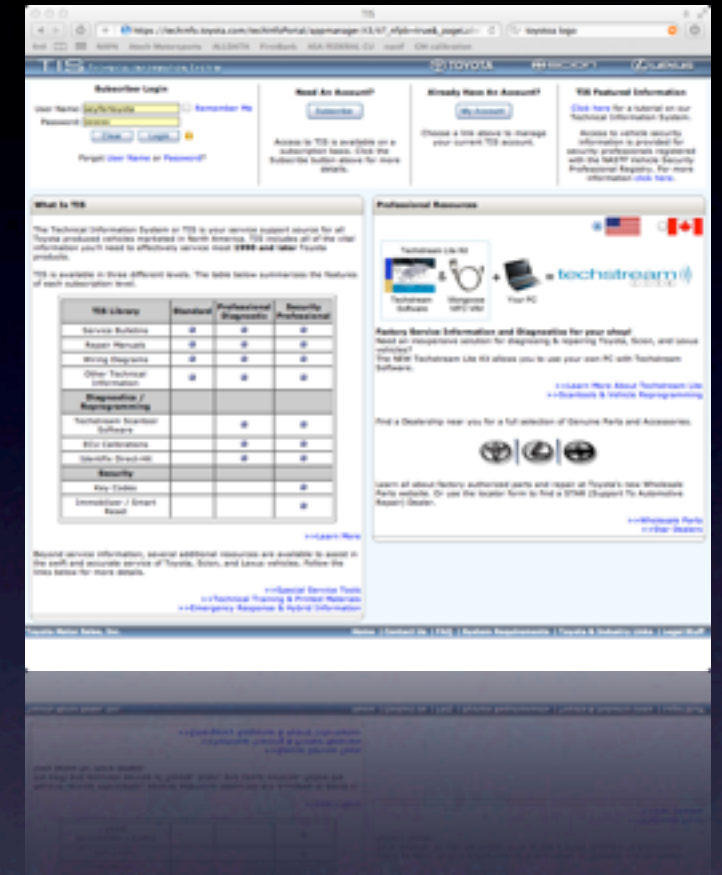 TIS
TIS
TOYOTA
SCION
LEXUS
Subscriber Login
User Name:
Remember Me
Password:
Clear
Login
Forgot User Name or Password?
Need An Account?
Subscribe
Access to TIS is available on a
subscription basis. Click the
Subscribe button above for more
details.
Already Have An Account?
My Account
Choose a link above to manage
your current TIS account.
TIS Featured Information
Click here for a tutorial on our
Technical Information System.
Access to vehicle security
information is provided for
security professionals registered
with the NASTF Vehicle Security
Professional Registry. For more
information click here.
What Is TIS
The Technical Information System or TIS is your service support source for all
Toyota produced vehicles marketed in North America. TIS includes all of the vital
information you'll need to effectively service most 1990 and later Toyota
products.
TIS is available in three different levels. The table below summarizes the features
of each subscription level.
TIS Library
Standard
Professional Diagnostic
Security Professional
Service Bulletins
Repair Manuals
Wiring Diagrams
Other Technical
Information
Diagnostics /
Reprogramming
Techstream Scantool
Software
ECU Calibrations
Identifix Direct-Hit
Security
Key Codes
Immobilizer / Smart
Reset
>>Learn More
Beyond service information, several additional resources are available to assist in
the swift and accurate service of Toyota, Scion, and Lexus vehicles. Follow the
links below for more details.
>>Special Service Tools
>>Technical Training & Printed Materials
>>Emergency Response & Hybrid Information
Professional Resources
Techstream Lite Kit
& + = techstream
Techstream
Software
Mongoose
MFC VIM
Your PC
Factory Service Information and Diagnostics for your shop!
Need an inexpensive solution for diagnosing & repairing Toyota, Scion, and Lexus
vehicles?
The NEW Techstream Lite Kit allows you to use your own PC with Techstream
Software.
>>Learn More About Techstream Lite
>>Scantools & Vehicle Reprogramming
Find a Dealership near you for a full selection of Genuine Parts and Accessories.
Learn all about factory authorized parts and repair at Toyota's new Wholesale
Parts website. Or use the locator form to find a STAR (Support To Automotive
Repair) Dealer.
>>Wholesale Parts
>>Star Dealers
Toyota Motor Sales, Inc.
Home | Contact Us | FAQ | System Requirements | Toyota & Industry Links | Legal Stuff